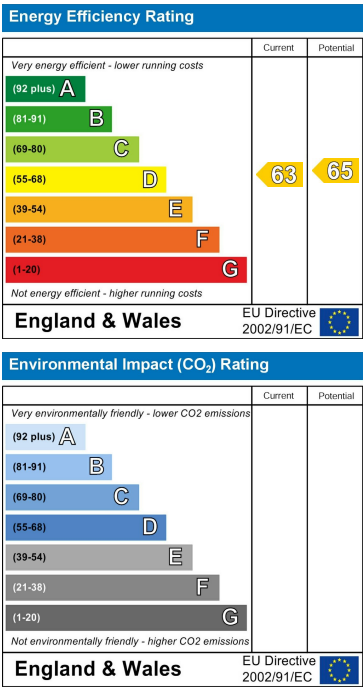 Energy Efficiency Rating
Current Potential
Very energy efficient - lower running costs
(92 plus) A
(81-91) B
(69-80) C
(55-68) D
63 65
(39-54) E
(21-38) F
(1-20) G
Not energy efficient - higher running costs
England & Wales
EU Directive
2002/91/EC
Environmental Impact (CO₂) Rating
Current Potential
Very environmentally friendly - lower CO2 emissions
(92 plus) A
(81-91) B
(69-80) C
(55-68) D
(39-54) E
(21-38) F
(1-20) G
Not environmentally friendly - higher CO2 emissions
England & Wales
EU Directive
2002/91/EC